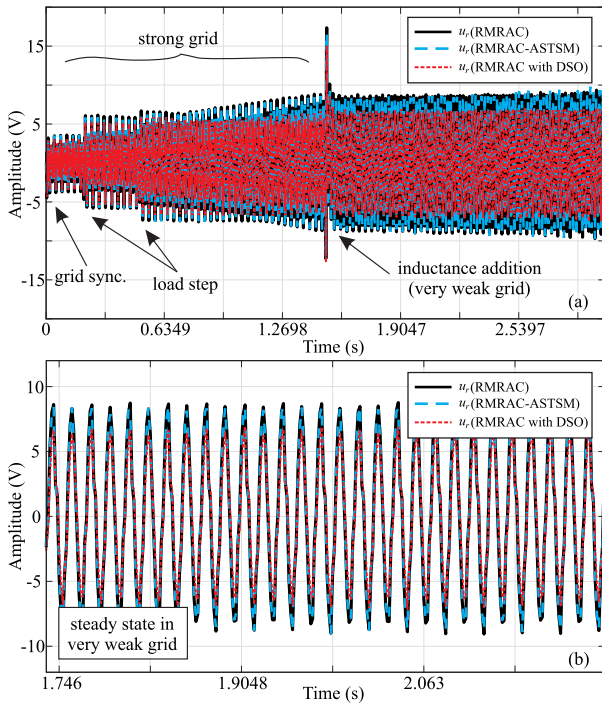 Amplitude (V)
15
5
-5
-15
strong grid
u_r(RMRAC)
u_r(RMRAC-ASTSM)
u_r(RMRAC with DSO)
grid sync.
load step
inductance addition
(very weak grid)
(a)
0
0.6349
1.2698
1.9047
2.5397
Time (s)
Amplitude (V)
10
5
0
-5
-10
u_r(RMRAC)
u_r(RMRAC-ASTSM)
u_r(RMRAC with DSO)
steady state in
very weak grid
(b)
1.746
1.9048
2.063
Time (s)